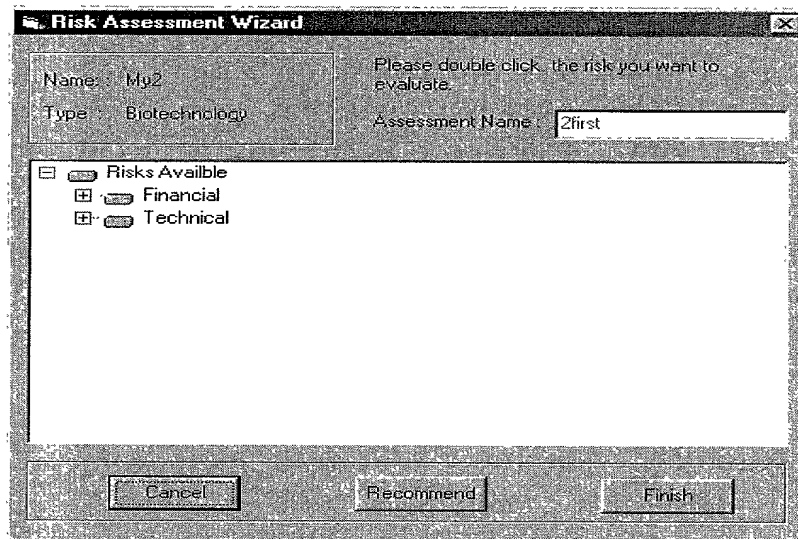 Risk Assessment Wizard
Name : My2
Type : Biotechnology
Please double click the risk you want to
evaluate.
Assessment Name : 2first
Risks Availble
Financial
Technical
Cancel
Recommend
Finish